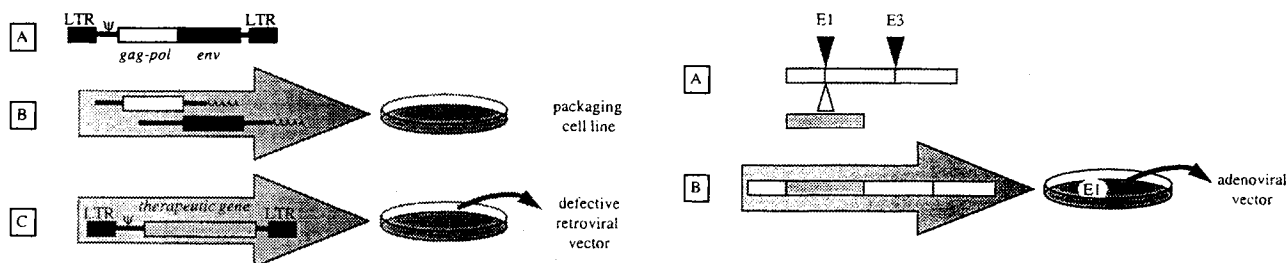 LTR ψ LTR
A
gag-pol env
B
packaging
cell line
therapeutic gene
LTR ψ LTR
C
defective
retroviral
vector
E1 E3
A
B
E1
adenoviral
vector